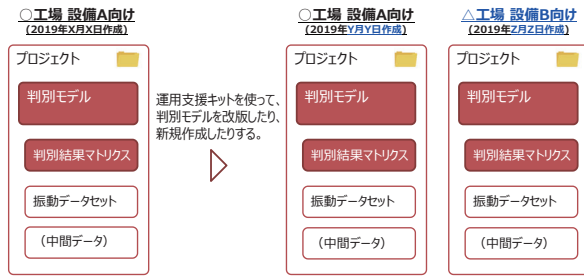 ○工場 設備A向け
(2019年X月X日作成)
プロジェクト
判別モデル
判別結果マトリクス
振動データセット
(中間データ)
運用支援キットを使って、
判別モデルを改版したり、
新規作成したりする。
○工場 設備A向け
(2019年Y月Y日作成)
プロジェクト
判別モデル
判別結果マトリクス
振動データセット
(中間データ)
△工場 設備B向け
(2019年Z月Z日作成)
プロジェクト
判別モデル
判別結果マトリクス
振動データセット
(中間データ)